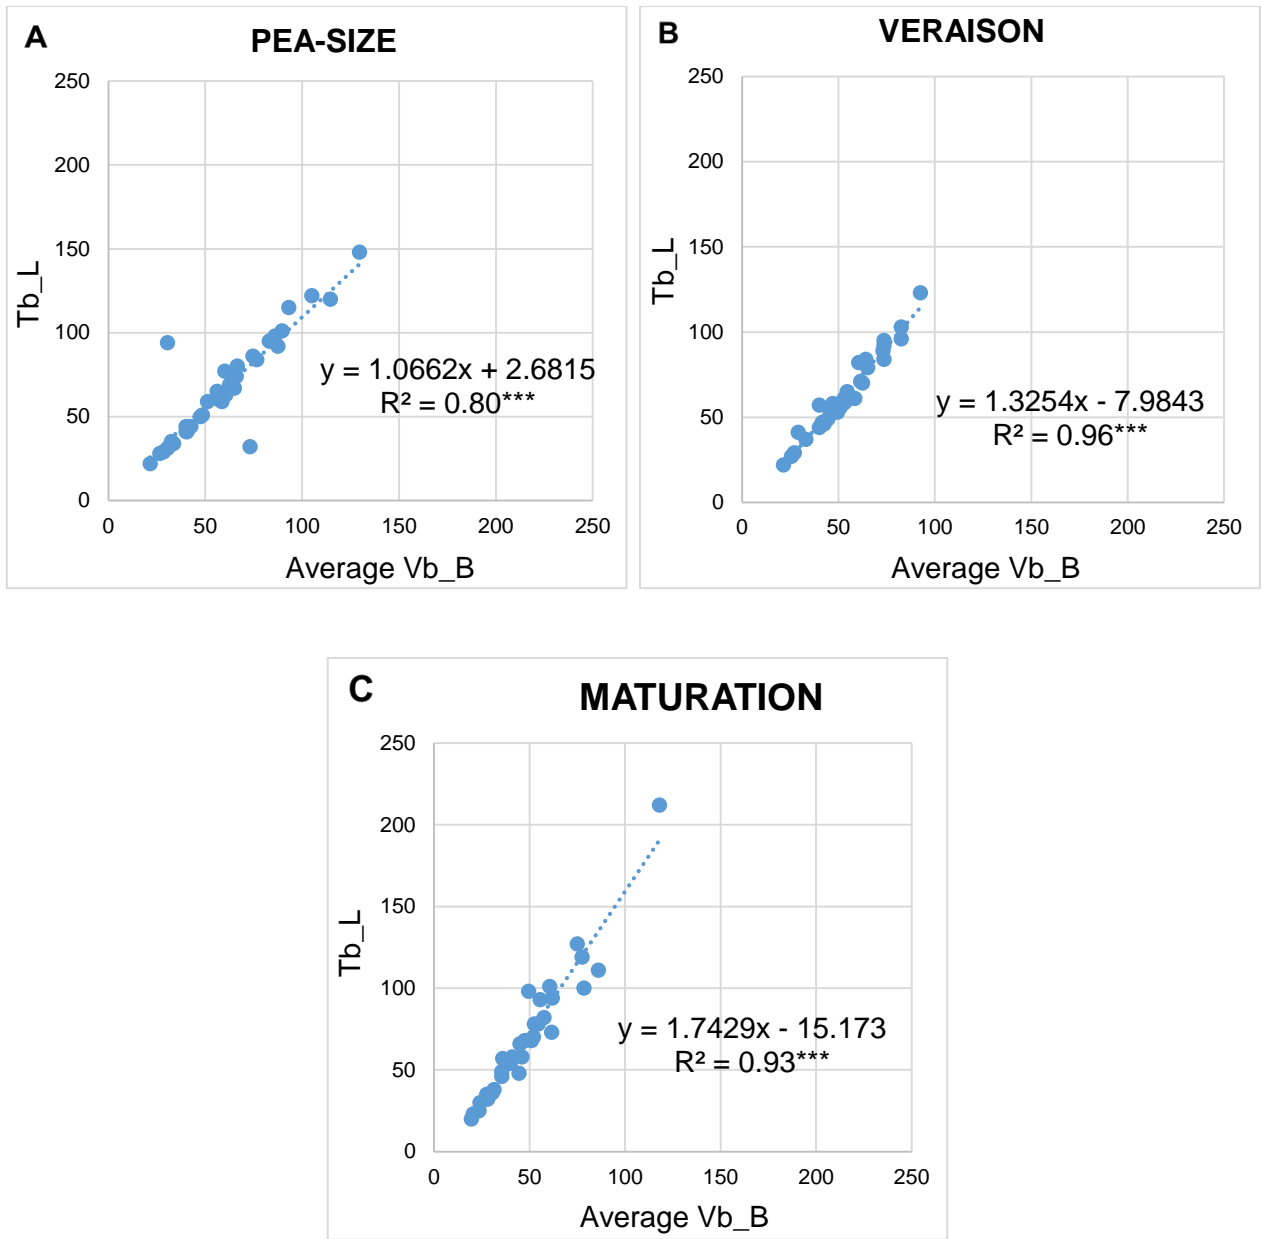 A
PEA-SIZE
250
200
150
100
50
0
0 50 100 150 200 250
Tb_L
Average Vb_B
y = 1.0662x + 2.6815
R² = 0.80***
B
VERAISON
250
200
150
100
50
0
0 50 100 150 200 250
Tb_L
Average Vb_B
y = 1.3254x - 7.9843
R² = 0.96***
C
MATURATION
250
200
150
100
50
0
0 50 100 150 200 250
Tb_L
Average Vb_B
y = 1.7429x - 15.173
R² = 0.93***